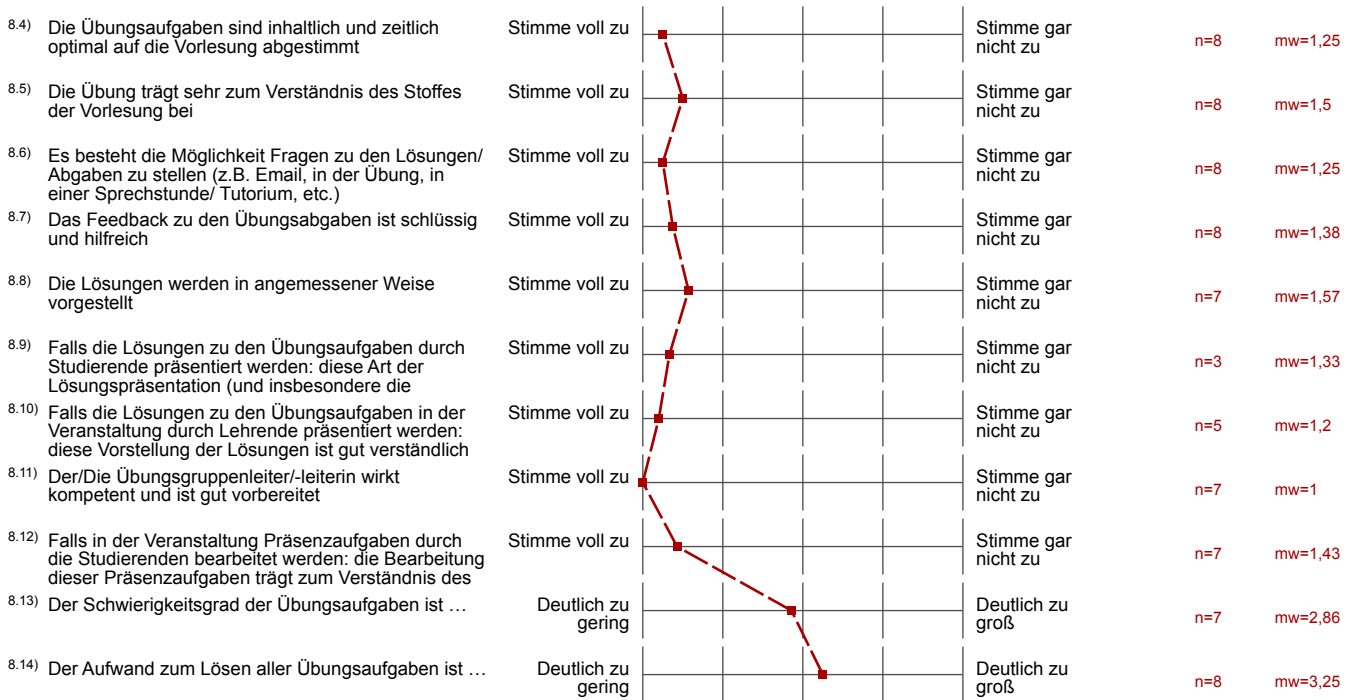 8.4) Die Übungsaufgaben sind inhaltlich und zeitlich
optimal auf die Vorlesung abgestimmt
Stimme voll zu
Stimme gar
nicht zu
n=8 mw=1,25
8.5) Die Übung trägt sehr zum Verständnis des Stoffes
der Vorlesung bei
Stimme voll zu
Stimme gar
nicht zu
n=8 mw=1,5
8.6) Es besteht die Möglichkeit Fragen zu den Lösungen/
Abgaben zu stellen (z.B. Email, in der Übung, in
einer Sprechstunde/ Tutorium, etc.)
Stimme voll zu
Stimme gar
nicht zu
n=8 mw=1,25
8.7) Das Feedback zu den Übungsabgaben ist schlüssig
und hilfreich
Stimme voll zu
Stimme gar
nicht zu
n=8 mw=1,38
8.8) Die Lösungen werden in angemessener Weise
vorgestellt
Stimme voll zu
Stimme gar
nicht zu
n=7 mw=1,57
8.9) Falls die Lösungen zu den Übungsaufgaben durch
Studierende präsentiert werden: diese Art der
Lösungspräsentation (und insbesondere die
Stimme voll zu
Stimme gar
nicht zu
n=3 mw=1,33
8.10) Falls die Lösungen zu den Übungsaufgaben in der
Veranstaltung durch Lehrende präsentiert werden:
diese Vorstellung der Lösungen ist gut verständlich
Stimme voll zu
Stimme gar
nicht zu
n=5 mw=1,2
8.11) Der/Die Übungsgruppenleiter/-leiterin wirkt
kompetent und ist gut vorbereitet
Stimme voll zu
Stimme gar
nicht zu
n=7 mw=1
8.12) Falls in der Veranstaltung Präsenzaufgaben durch
die Studierenden bearbeitet werden: die Bearbeitung
dieser Präsenzaufgaben trägt zum Verständnis des
Stimme voll zu
Stimme gar
nicht zu
n=7 mw=1,43
8.13) Der Schwierigkeitsgrad der Übungsaufgaben ist …
Deutlich zu
gering
Deutlich zu
groß
n=7 mw=2,86
8.14) Der Aufwand zum Lösen aller Übungsaufgaben ist …
Deutlich zu
gering
Deutlich zu
groß
n=8 mw=3,25